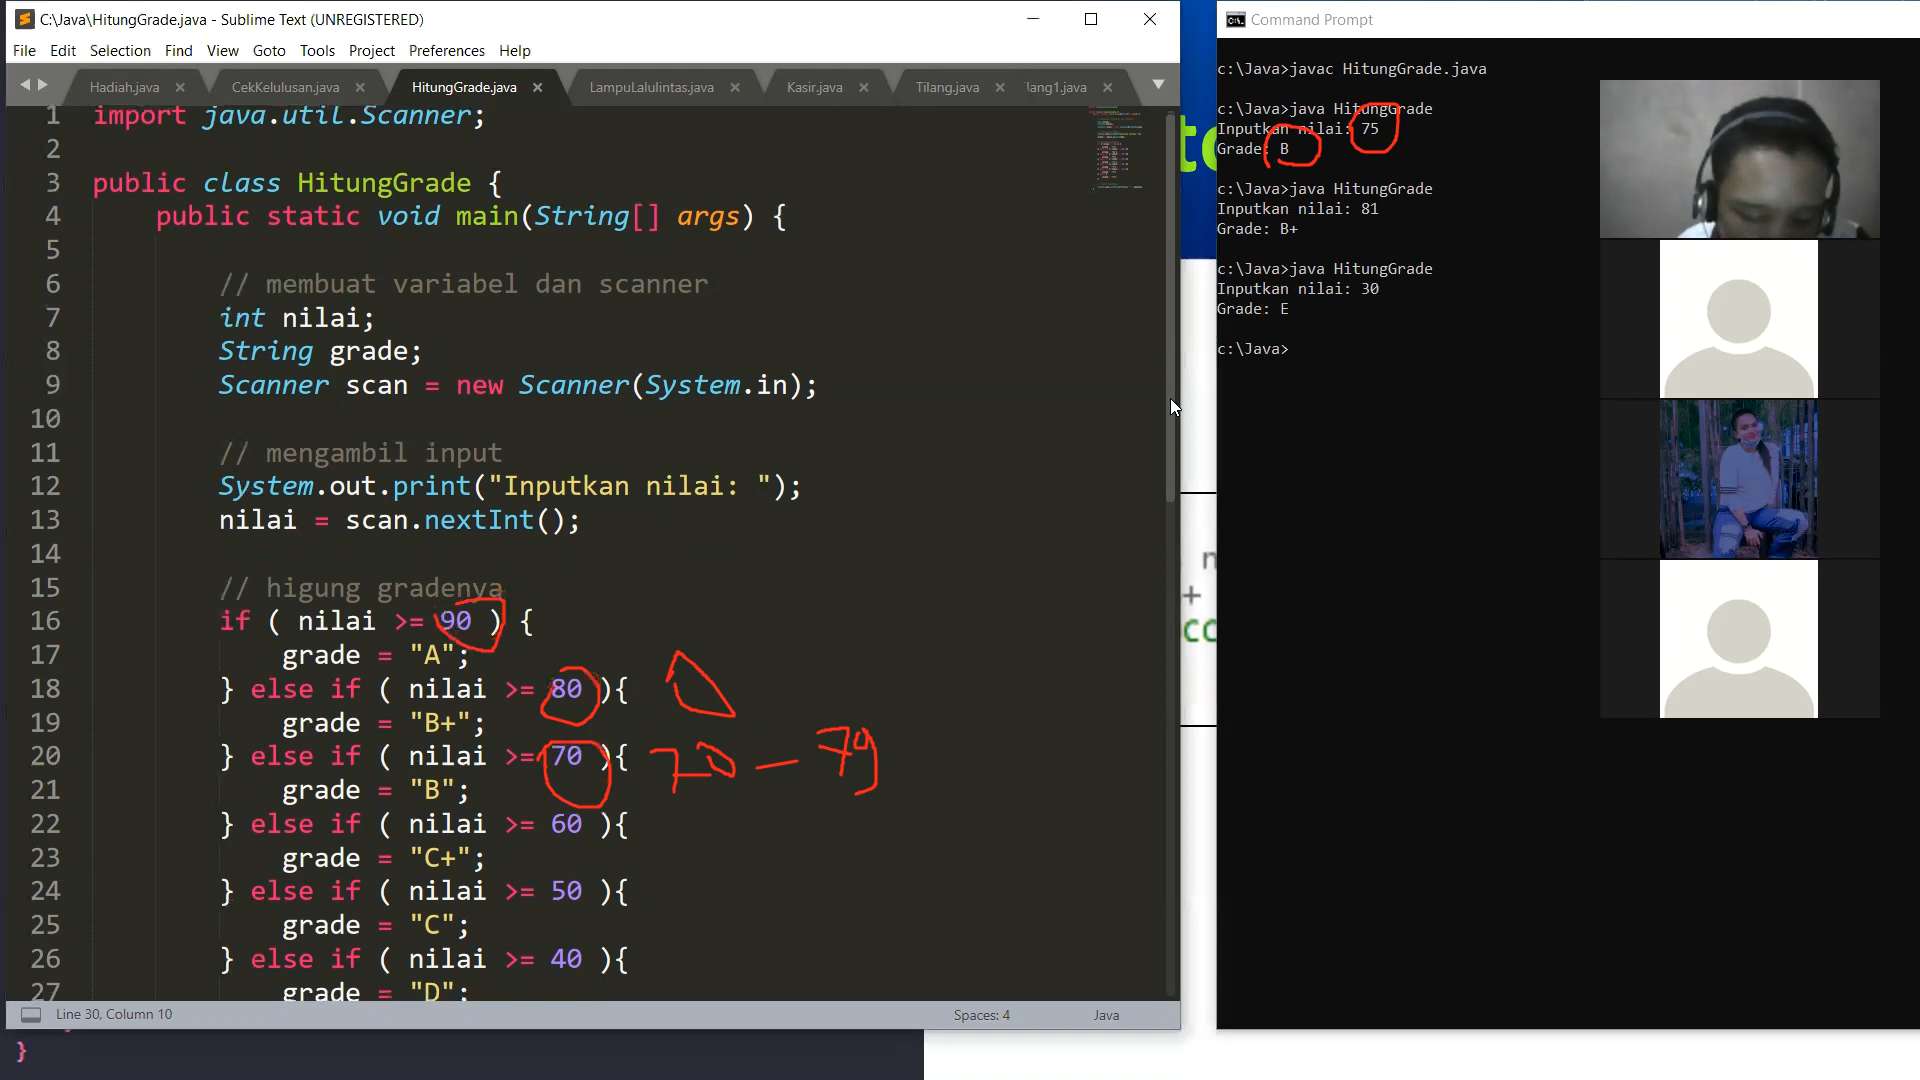 C:\Java\HitungGrade.java - Sublime Text (UNREGISTERED)
File Edit Selection Find View Goto Tools Project Preferences Help
Hadiah.java CekKelulusan.java HitungGrade.java LampuLalulintas.java Kasir.java Tilang.java lang1.java
1 import java.util.Scanner;
2
3 public class HitungGrade {
4 public static void main(String[] args) {
5
6 // membuat variabel dan scanner
7 int nilai;
8 String grade;
9 Scanner scan = new Scanner(System.in);
10
11 // mengambil input
12 System.out.print("Inputkan nilai: ");
13 nilai = scan.nextInt();
14
15 // higung gradenya
16 if ( nilai >= 90 ) {
17 grade = "A";
18 } else if ( nilai >= 80 ){
19 grade = "B+";
20 } else if ( nilai >= 70 ){ 70 — 79
21 grade = "B";
22 } else if ( nilai >= 60 ){
23 grade = "C+";
24 } else if ( nilai >= 50 ){
25 grade = "C";
26 } else if ( nilai >= 40 ){
27 grade = "D";
Line 30, Column 10 Spaces: 4 Java
}
Command Prompt
c:\Java>javac HitungGrade.java
c:\Java>java HitungGrade
Inputkan nilai: 75
Grade: B
c:\Java>java HitungGrade
Inputkan nilai: 81
Grade: B+
c:\Java>java HitungGrade
Inputkan nilai: 30
Grade: E
c:\Java>